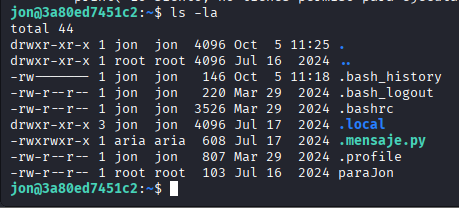 jon@3a80ed7451c2:~$ ls -la
total 44
drwxr-xr-x 1 jon  jon  4096 Oct  5 11:25 .
drwxr-xr-x 1 root root 4096 Jul 16  2024 ..
-rw------- 1 jon  jon   146 Oct  5 11:18 .bash_history
-rw-r--r-- 1 jon  jon   220 Mar 29  2024 .bash_logout
-rw-r--r-- 1 jon  jon  3526 Mar 29  2024 .bashrc
drwxr-xr-x 3 jon  jon  4096 Jul 17  2024 .local
-rwxrwxr-x 1 aria aria  608 Jul 17  2024 .mensaje.py
-rw-r--r-- 1 jon  jon   807 Mar 29  2024 .profile
-rw-r--r-- 1 root root  103 Jul 16  2024 paraJon
jon@3a80ed7451c2:~$